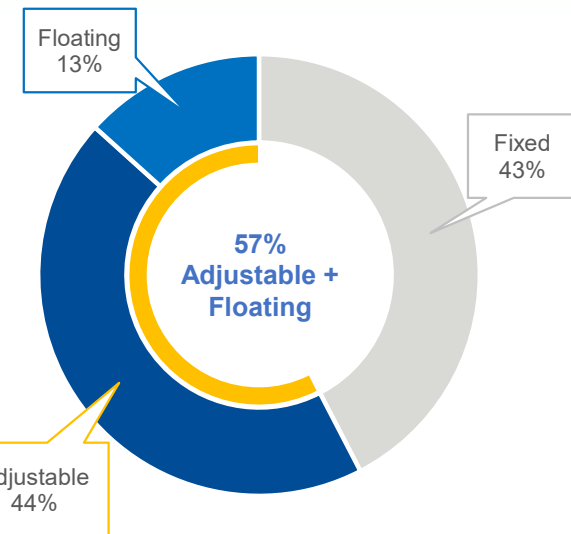 Floating
13%
Fixed
43%
57%
Adjustable +
Floating
djustable
44%